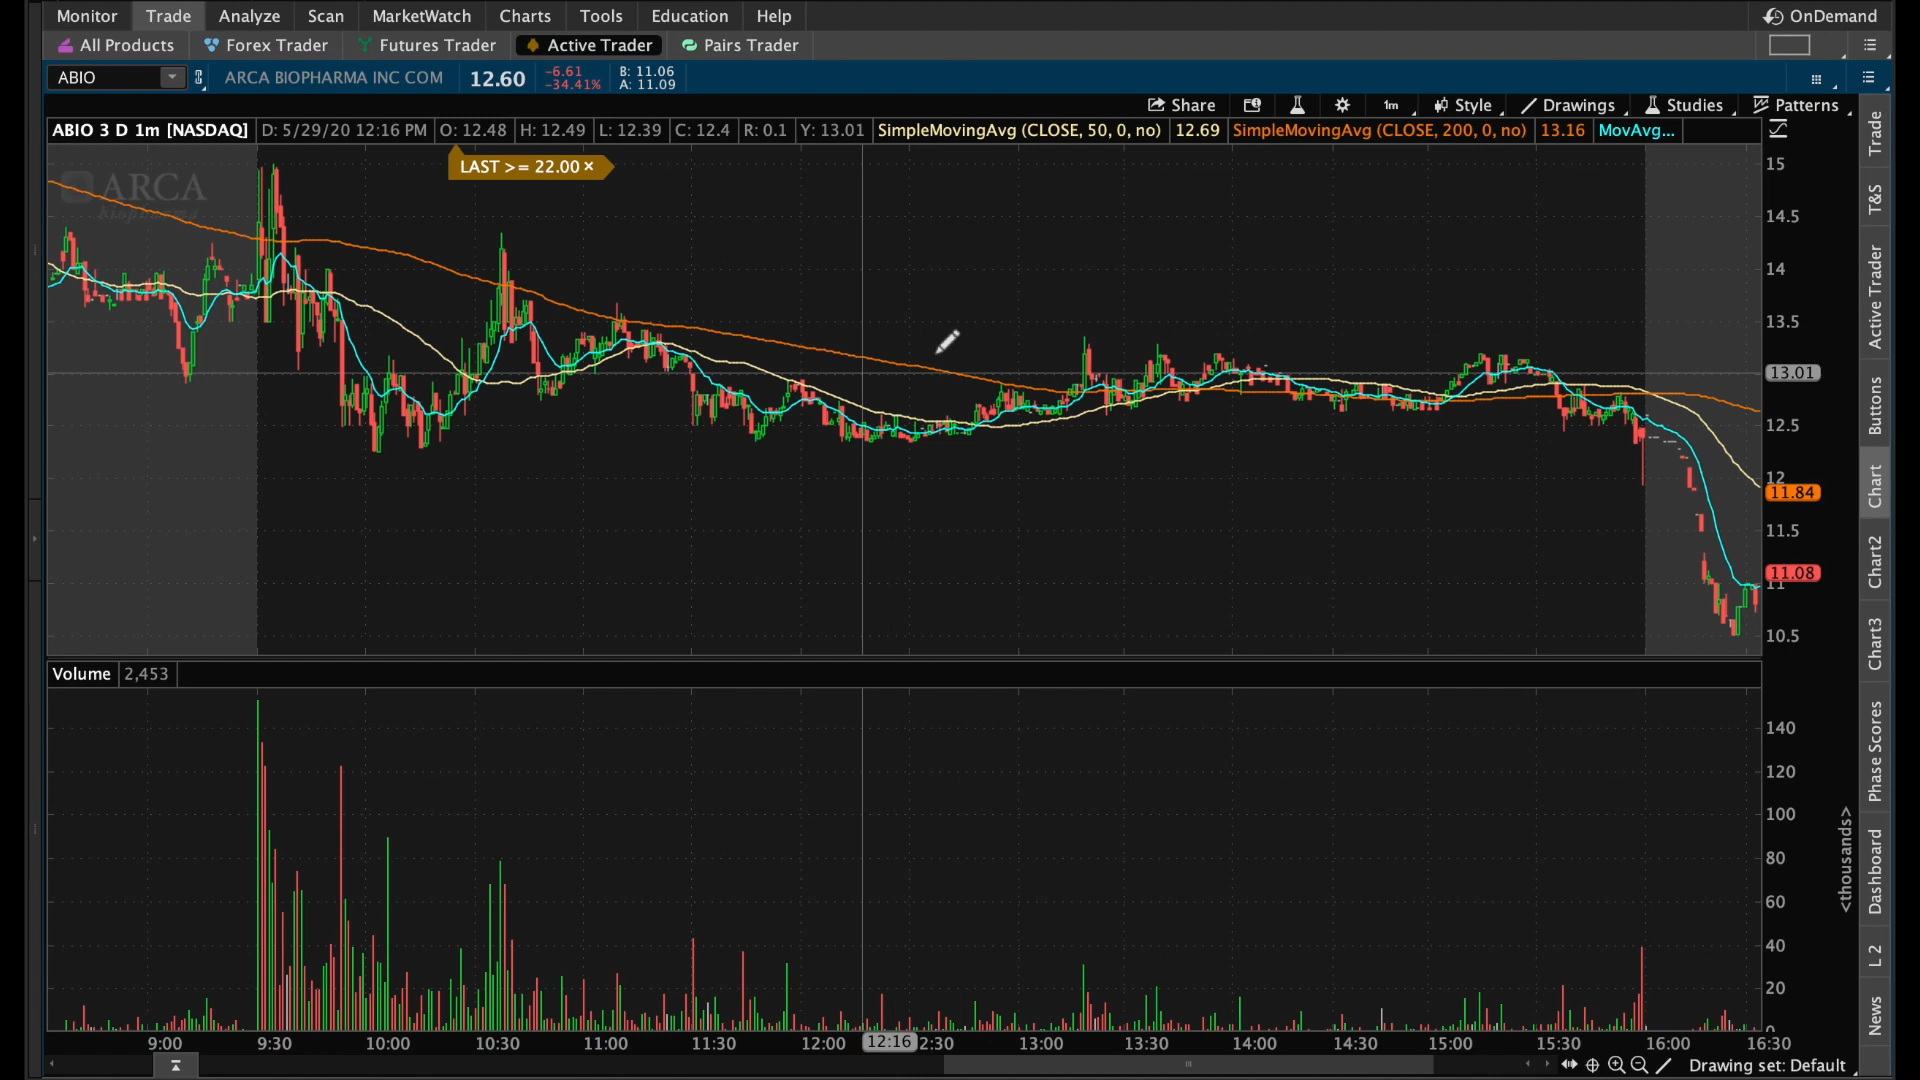 Monitor Trade Analyze Scan MarketWatch Charts Tools Education Help OnDemand
All Products Forex Trader Futures Trader Active Trader Pairs Trader
ABIO ARCA BIOPHARMA INC COM 12.60 -6.61 B: 11.06
-34.41% A: 11.09
Share 1m Style Drawings Studies Patterns
ABIO 3 D 1m [NASDAQ] D: 5/29/20 12:16 PM O: 12.48 H: 12.49 L: 12.39 C: 12.4 R: 0.1 Y: 13.01 SimpleMovingAvg (CLOSE, 50, 0, no) 12.69 SimpleMovingAvg (CLOSE, 200, 0, no) 13.16 MovAvg...
LAST >= 22.00 ×
ARCA
biopharma
15
14.5
14
13.5
13.01
12.5
12
11.84
11.5
11.08
11
10.5
Volume 2,453
140
120
100
80
60
40
20
0
<thousands>
9:00 9:30 10:00 10:30 11:00 11:30 12:00 12:16 2:30 13:00 13:30 14:00 14:30 15:00 15:30 16:00 16:30
Drawing set: Default
Trade
T&S
Active Trader
Buttons
Chart
Chart2
Chart3
Phase Scores
Dashboard
L 2
News